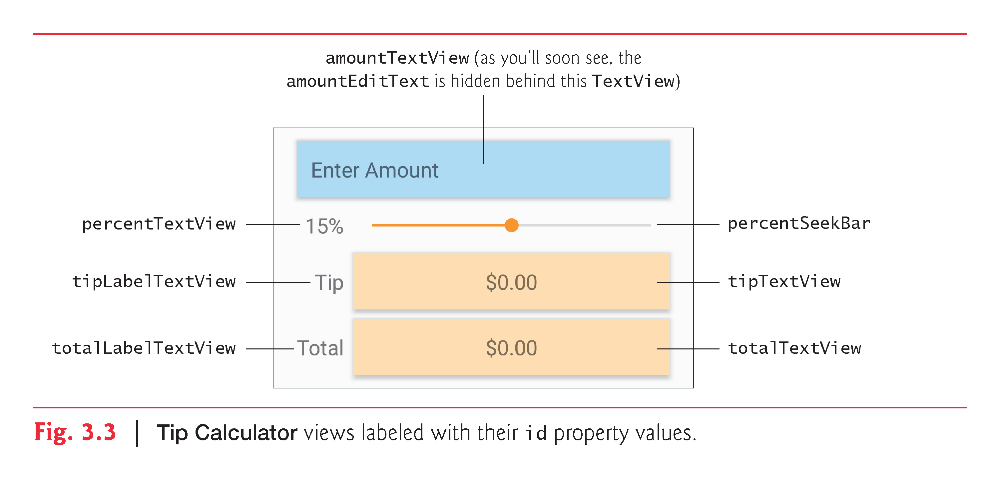 amountTextView (as you’ll soon see, the
amountEditText is hidden behind this TextView)
Enter Amount
percentTextView 15% percentSeekBar
tipLabelTextView Tip $0.00 tipTextView
totalLabelTextView Total $0.00 totalTextView
Fig. 3.3 | Tip Calculator views labeled with their id property values.